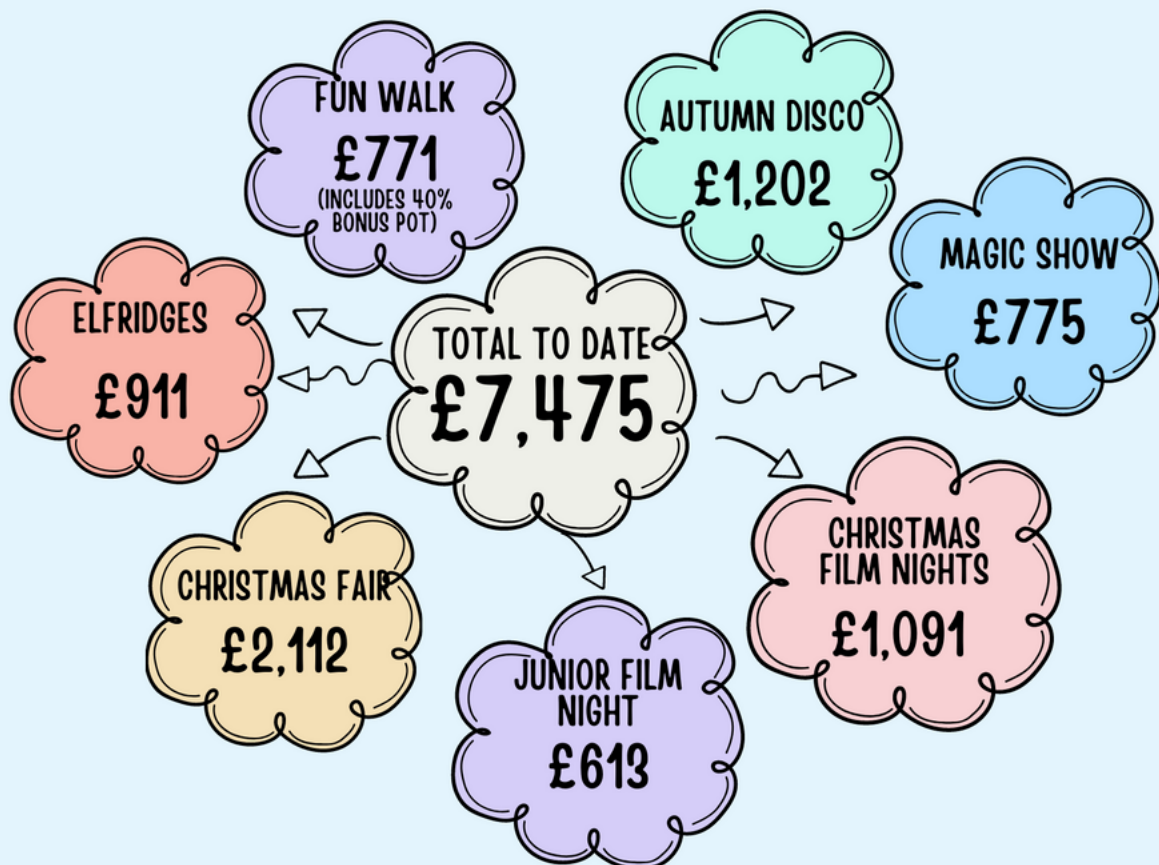 FUN WALK
£771
(INCLUDES 40%
BONUS POT)
AUTUMN DISCO
£1,202
MAGIC SHOW
£775
ELFRIDGES
£911
TOTAL TO DATE
£7,475
CHRISTMAS FAIR
£2,112
JUNIOR FILM
NIGHT
£613
CHRISTMAS
FILM NIGHTS
£1,091